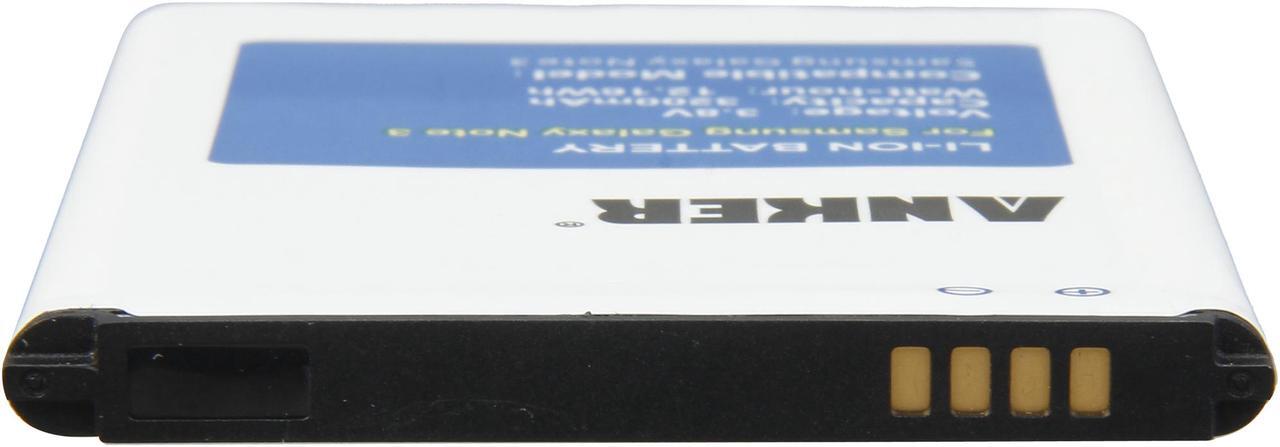 + −
ANKER®
LI-ION BATTERY
For Samsung Galaxy Note 3
Voltage: 3.8V
Capacity: 3200mAh
Watt-hour: 12.16Wh
Compatible Model:
Samsung Galaxy Note 3